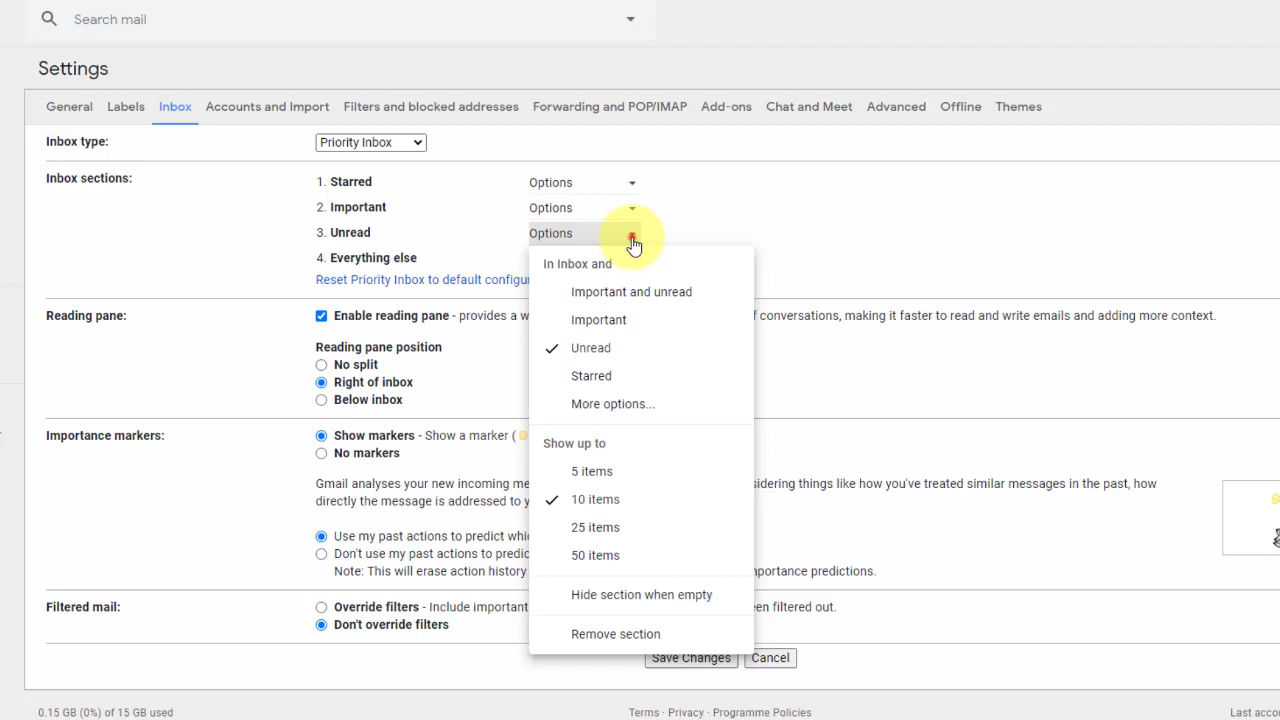 Search mail
Settings
General Labels Inbox Accounts and Import Filters and blocked addresses Forwarding and POP/IMAP Add-ons Chat and Meet Advanced Offline Themes
Inbox type: Priority Inbox
Inbox sections: 1. Starred Options
2. Important Options
3. Unread Options
4. Everything else
Reset Priority Inbox to default
In Inbox and
Important and unread
Important
Unread
Starred
More options...
Show up to
5 items
10 items
25 items
50 items
Hide section when empty
Remove section
Reading pane: Enable reading pane - provides a of conversations, making it faster to read and write emails and adding more context.
Reading pane position
No split
Right of inbox
Below inbox
Importance markers: Show markers - Show a marker (
No markers
Gmail analyses your new incoming things like how you've treated similar messages in the past, how
directly the message is addressed to
Use my past actions to predict
Don't use my past actions to
Note: This will erase action history predictions.
Filtered mail: Override filters - Include important filtered out.
Don't override filters
Save Changes Cancel
0.15 GB (0%) of 15 GB used Terms · Privacy · Programme Policies Last